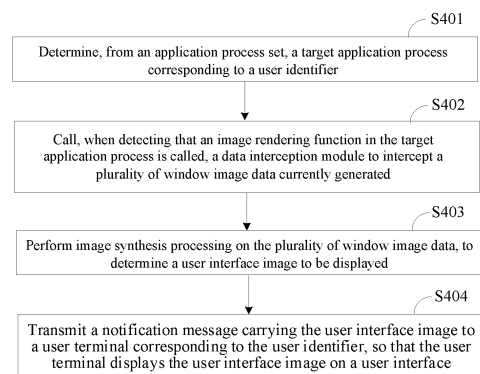 S401
Determine, from an application process set, a target application process
corresponding to a user identifier
S402
Call, when detecting that an image rendering function in the target
application process is called, a data interception module to intercept a
plurality of window image data currently generated
S403
Perform image synthesis processing on the plurality of window image data, to
determine a user interface image to be displayed
S404
Transmit a notification message carrying the user interface image to
a user terminal corresponding to the user identifier, so that the
user terminal displays the user interface image on a user interface